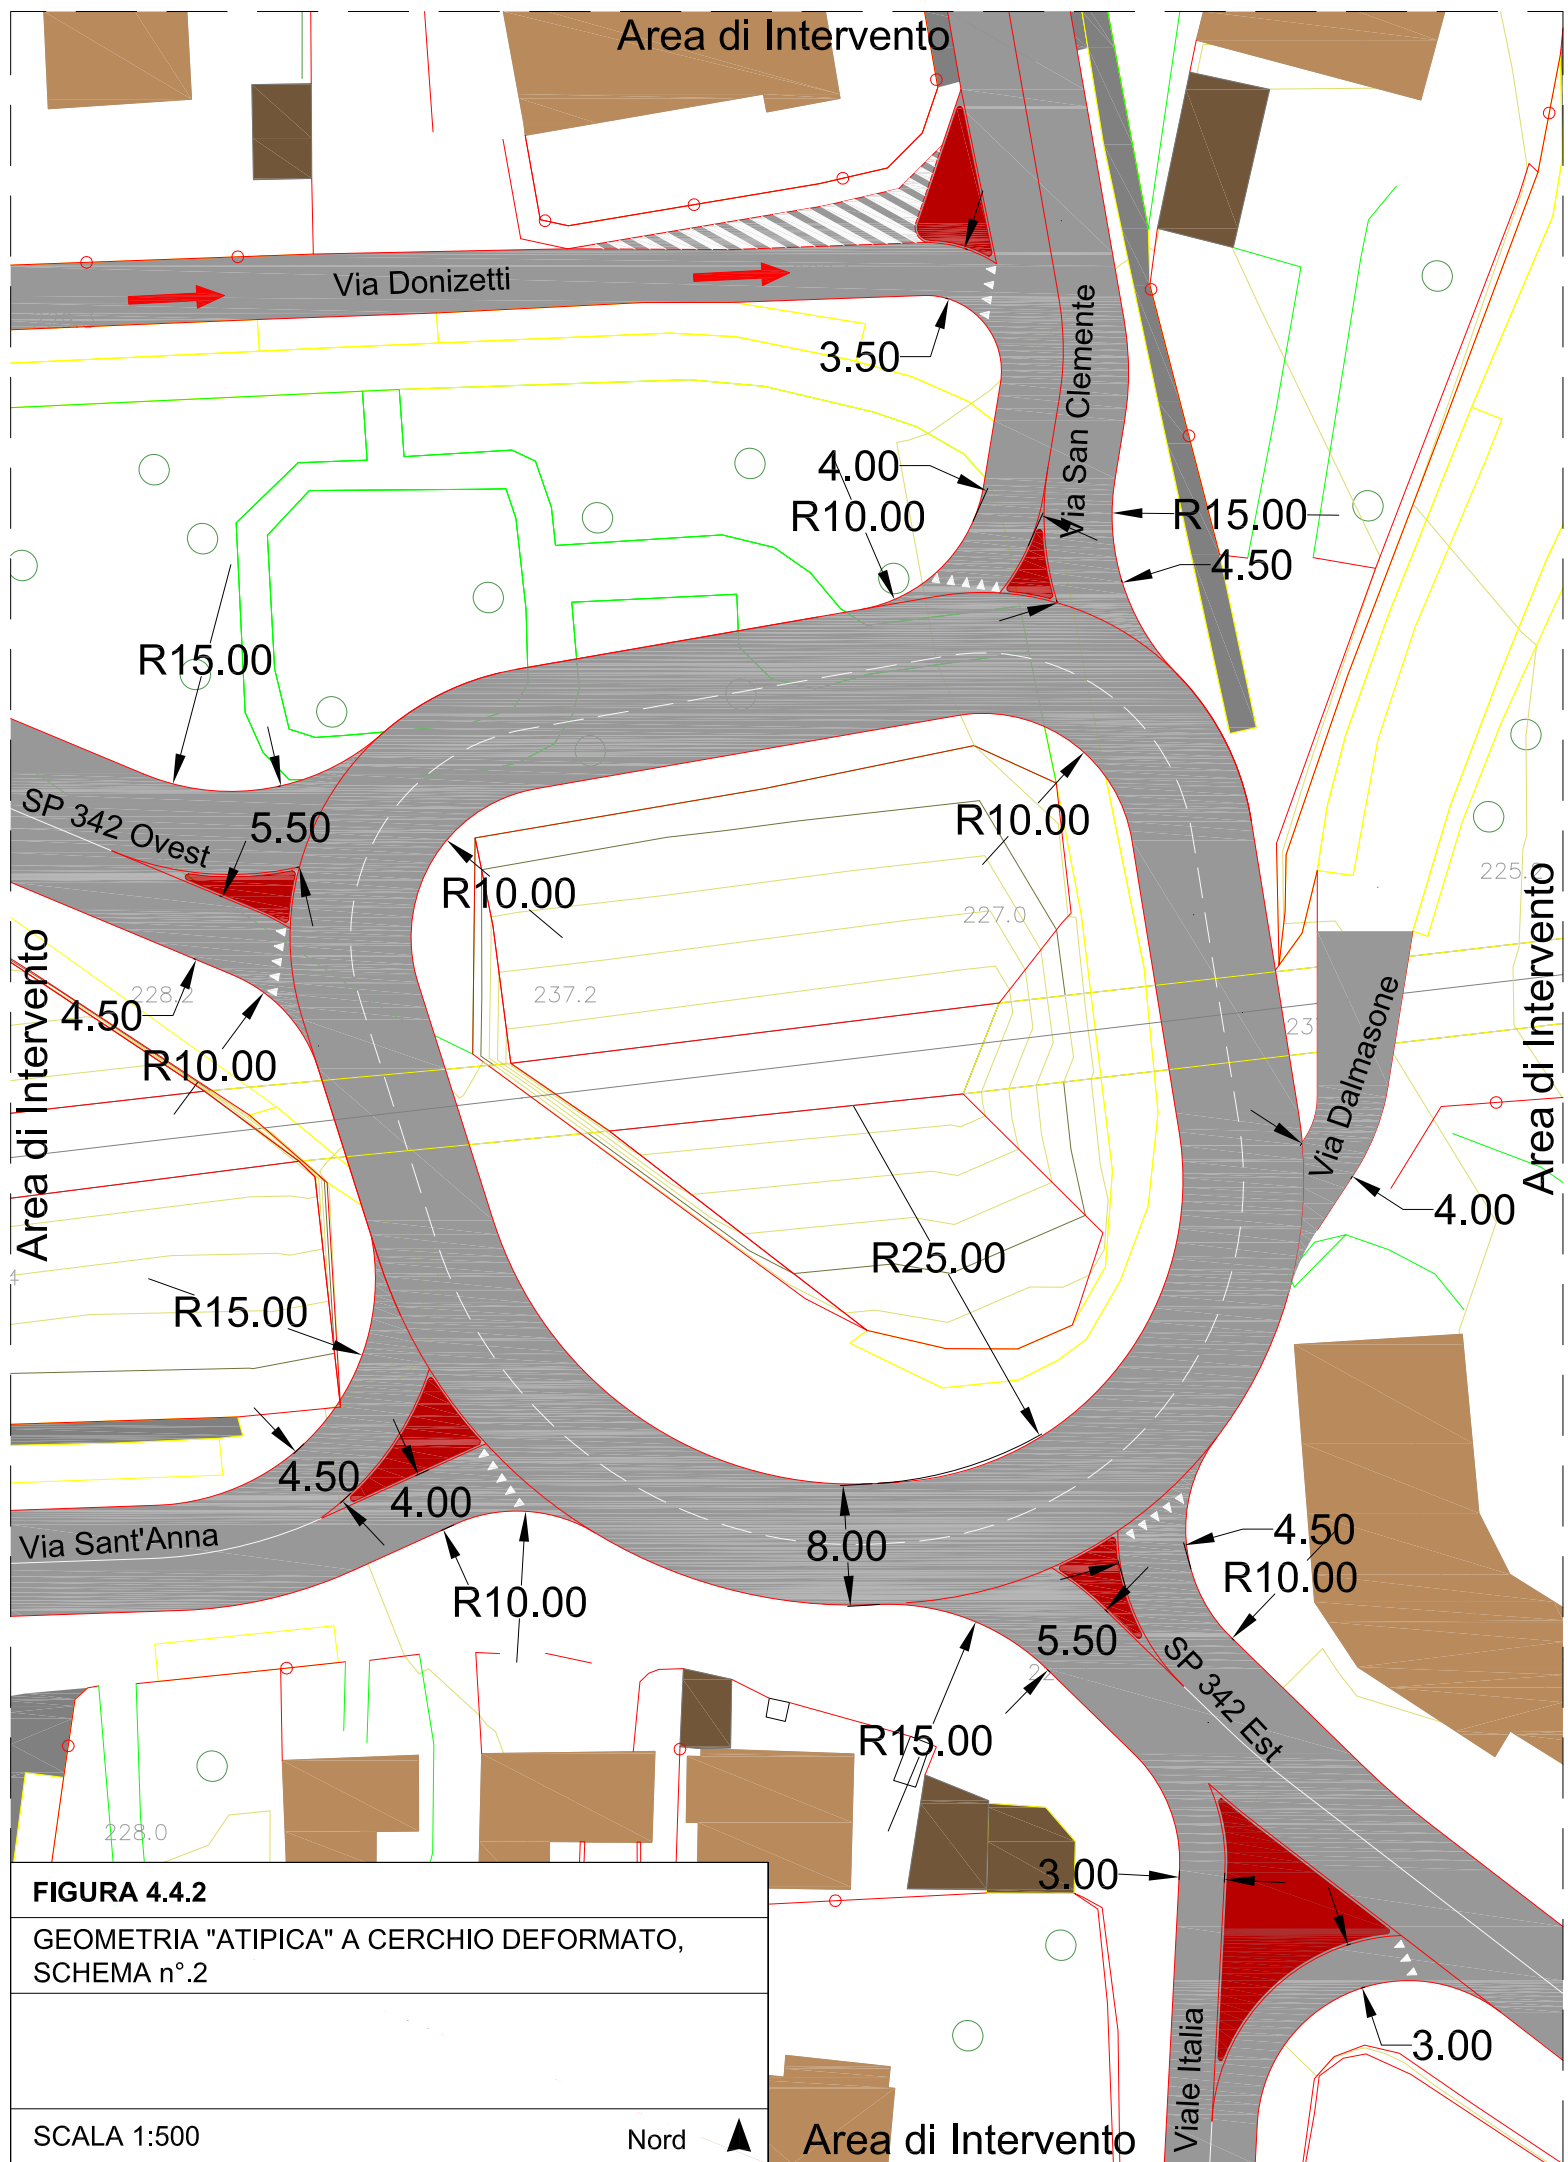 Area di Intervento
Via Donizetti
Via San Clemente
3.50
4.00
R10.00
R15.00
4.50
R15.00
SP 342 Ovest
5.50
R10.00
R10.00
225.
227.0
237.2
228.2
4.50
R10.00
Area di Intervento
Area di Intervento
Via Dalmasone
4.00
R25.00
R15.00
4.50
4.00
Via Sant'Anna
8.00
R10.00
4.50
R10.00
5.50
SP 342 Est
R15.00
228.0
3.00
3.00
Viale Italia
FIGURA 4.4.2
GEOMETRIA "ATIPICA" A CERCHIO DEFORMATO,
SCHEMA n°.2
SCALA 1:500
Nord
Area di Intervento